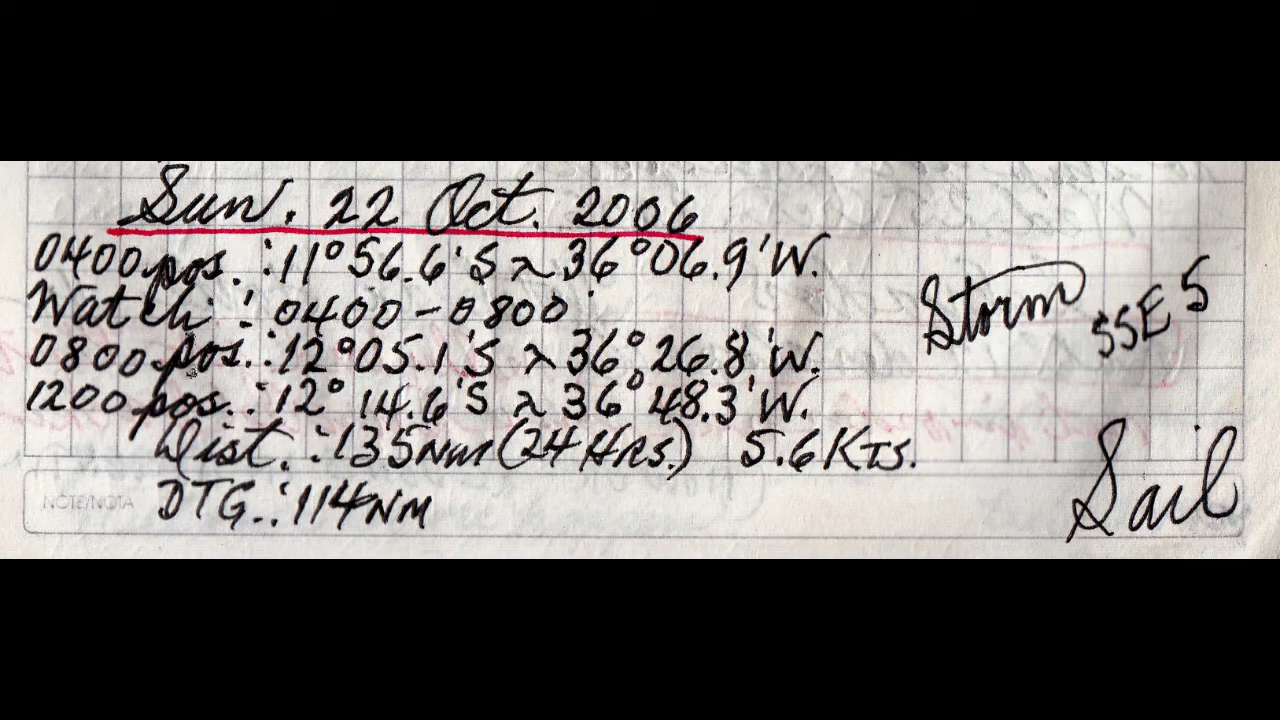 Sun. 22 Oct. 2006
0400 pos.: 11°56.6'S λ 36°06.9'W.
Watch: 0400-0800
0800 pos.: 12°05.1'S λ 36°26.8'W.
1200 pos.: 12°14.6'S λ 36°48.3'W.
Dist.: 135NM (24 Hrs.) 5.6 KTS.
DTG.: 114NM
Storm SSE 5
Sail
NOTE/NOTA